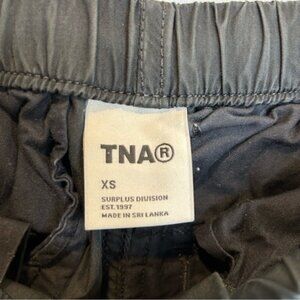 TNA®
XS
SURPLUS DIVISION
EST. 1997
MADE IN SRI LANKA